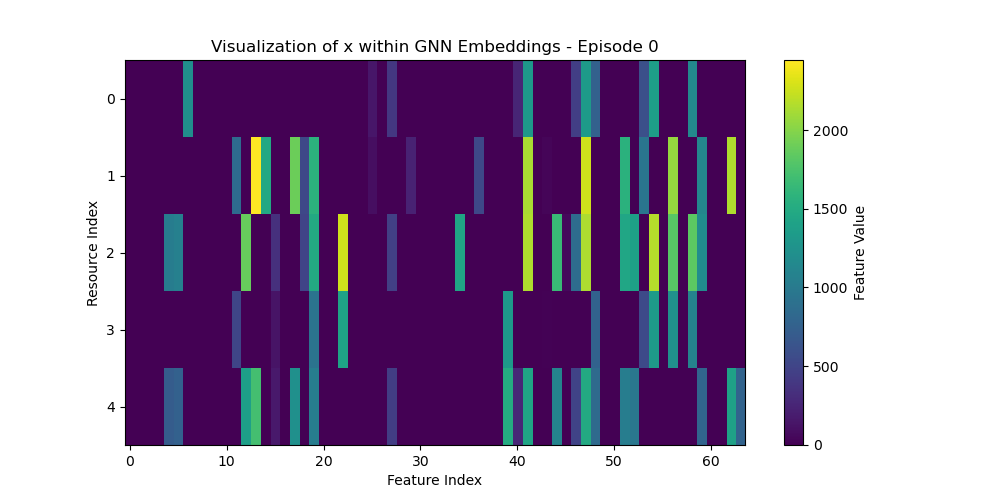 Visualization of x within GNN Embeddings - Episode 0
0
1
2
3
4
Resource Index
0 10 20 30 40 50 60
Feature Index
2000
1500
1000
500
0
Feature Value